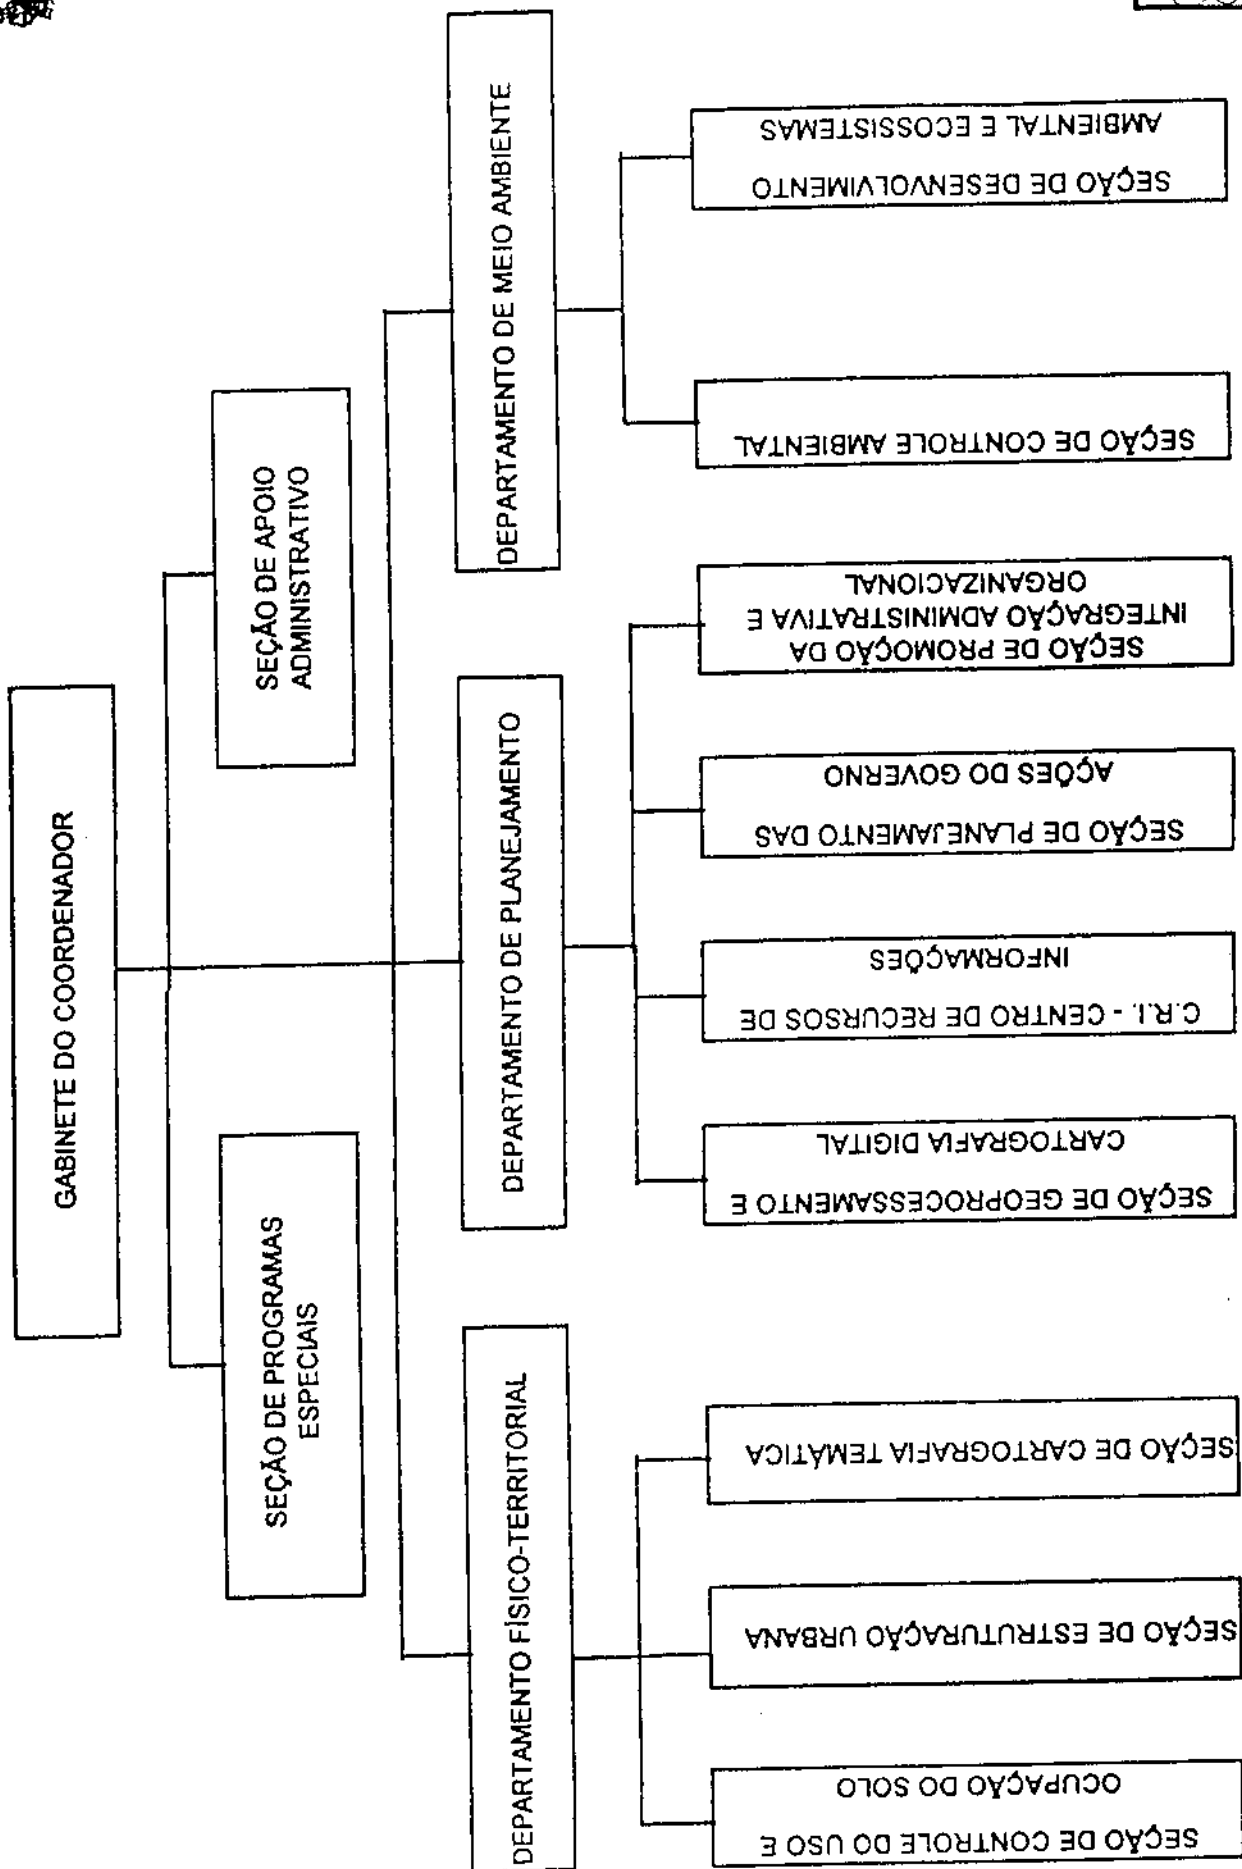 GABINETE DO COORDENADOR
SEÇÃO DE PROGRAMAS
ESPECIAIS
SEÇÃO DE APOIO
ADMINISTRATIVO
DEPARTAMENTO FÍSICO-TERRITORIAL
DEPARTAMENTO DE PLANEJAMENTO
DEPARTAMENTO DE MEIO AMBIENTE
SEÇÃO DE CONTROLE DO USO E
OCUPAÇÃO DO SOLO
SEÇÃO DE ESTRUTURAÇÃO URBANA
SEÇÃO DE CARTOGRAFIA TEMÁTICA
SEÇÃO DE GEOPROCESSAMENTO E
CARTOGRAFIA DIGITAL
C.R.I. - CENTRO DE RECURSOS DE
INFORMAÇÕES
SEÇÃO DE PLANEJAMENTO DAS
AÇÕES DO GOVERNO
SEÇÃO DE PROMOÇÃO DA
INTEGRAÇÃO ADMINISTRATIVA E
ORGANIZACIONAL
SEÇÃO DE CONTROLE AMBIENTAL
SEÇÃO DE DESENVOLVIMENTO
AMBIENTAL E ECOSSISTEMAS